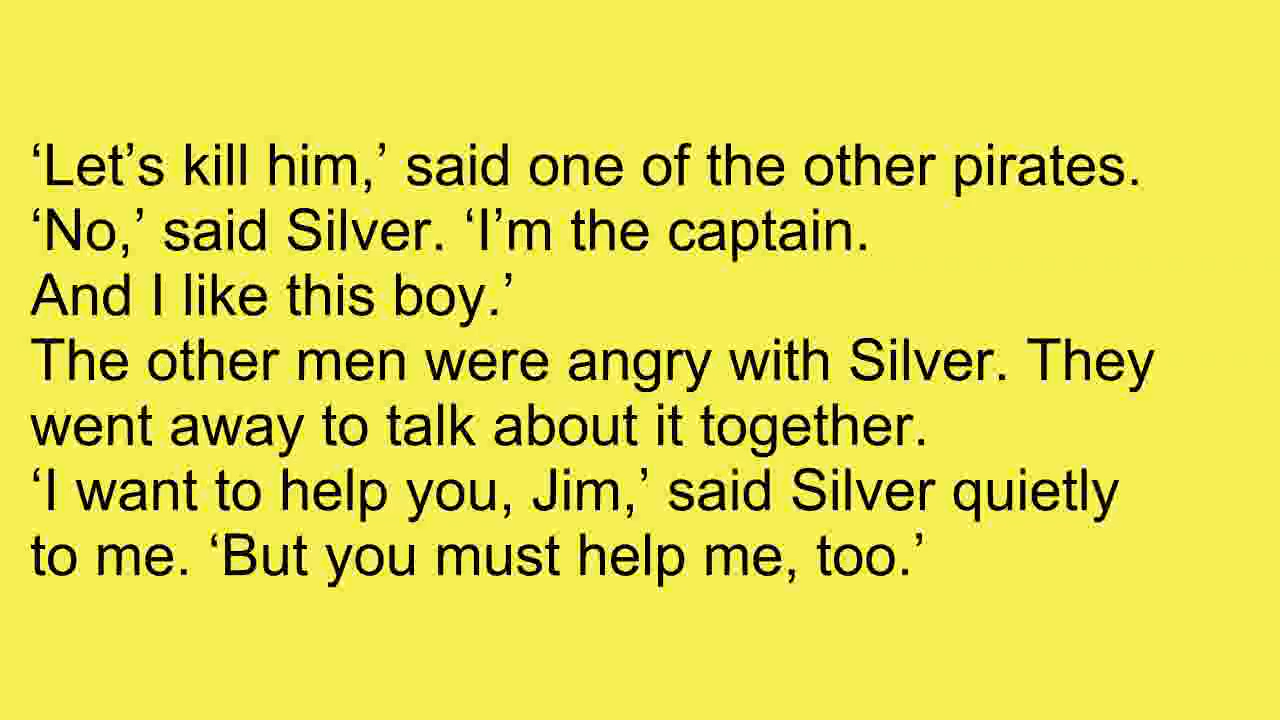 ‘Let’s kill him,’ said one of the other pirates.
‘No,’ said Silver. ‘I’m the captain.
And I like this boy.’
The other men were angry with Silver. They
went away to talk about it together.
‘I want to help you, Jim,’ said Silver quietly
to me. ‘But you must help me, too.’